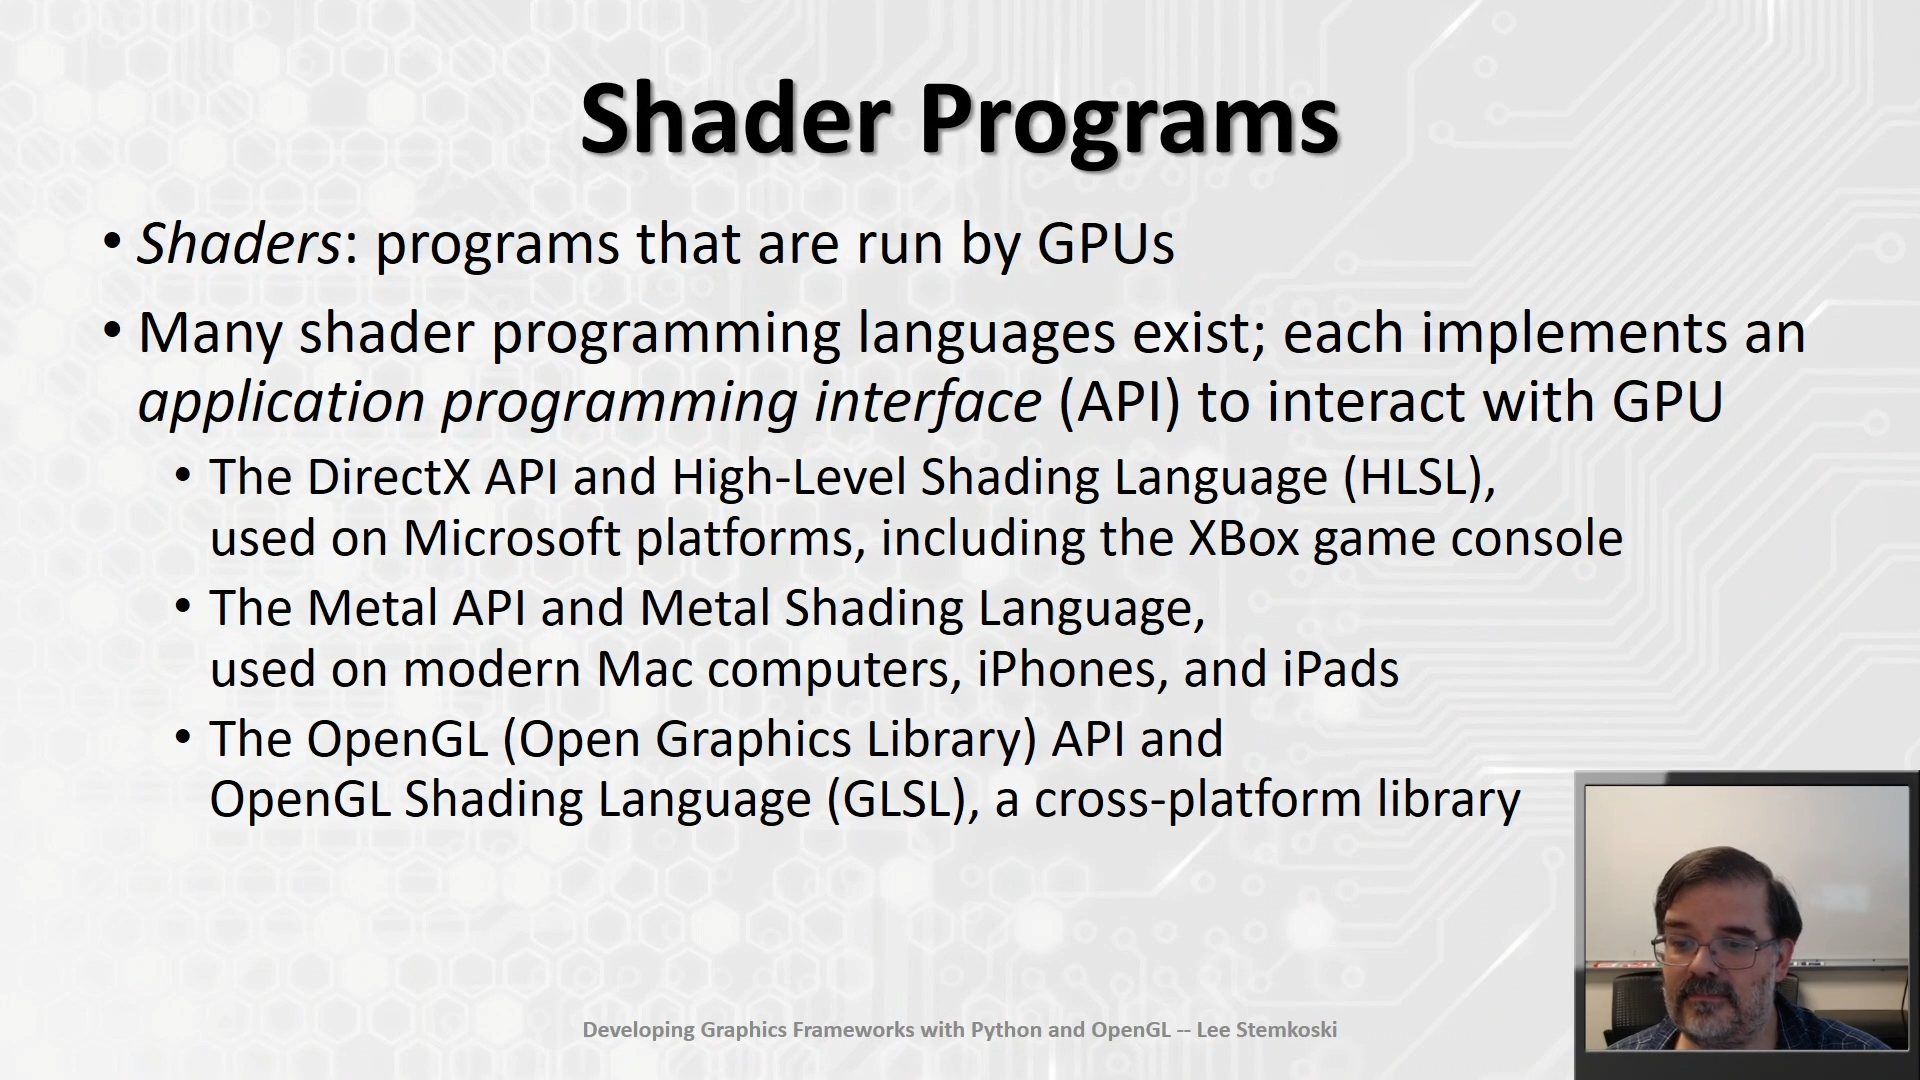 Shader Programs
• Shaders: programs that are run by GPUs
• Many shader programming languages exist; each implements an
application programming interface (API) to interact with GPU
• The DirectX API and High-Level Shading Language (HLSL),
used on Microsoft platforms, including the XBox game console
• The Metal API and Metal Shading Language,
used on modern Mac computers, iPhones, and iPads
• The OpenGL (Open Graphics Library) API and
OpenGL Shading Language (GLSL), a cross-platform library
Developing Graphics Frameworks with Python and OpenGL -- Lee Stemkoski